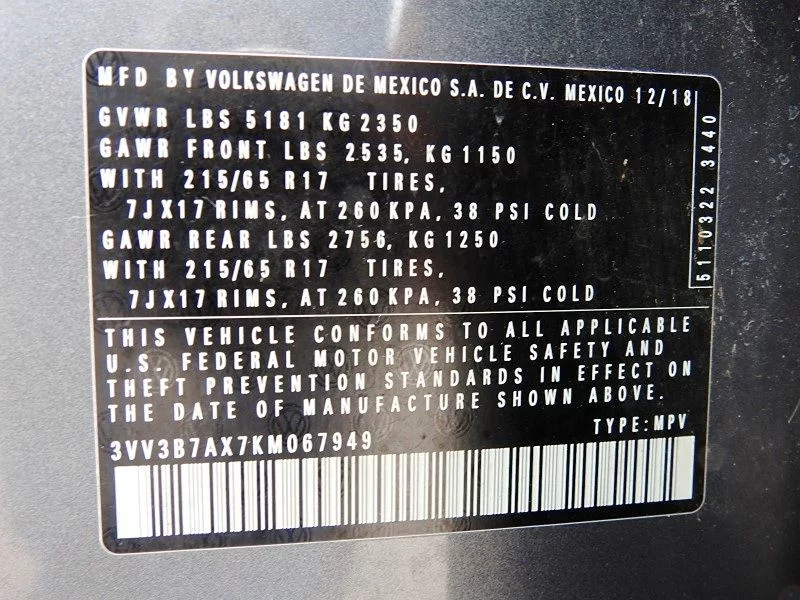 MFD BY VOLKSWAGEN DE MEXICO S.A. DE C.V. MEXICO 12/18
GVWR LBS 5181 KG 2350
GAWR FRONT LBS 2535, KG 1150
WITH 215/65 R17 TIRES,
7JX17 RIMS, AT 260 KPA, 38 PSI COLD
GAWR REAR LBS 2756, KG 1250
WITH 215/65 R17 TIRES,
7JX17 RIMS, AT 260 KPA, 38 PSI COLD
5110322 3440
THIS VEHICLE CONFORMS TO ALL APPLICABLE
U.S. FEDERAL MOTOR VEHICLE SAFETY AND
THEFT PREVENTION STANDARDS IN EFFECT ON
THE DATE OF MANUFACTURE SHOWN ABOVE.
3VV3B7AX7KM067949 TYPE:MPV